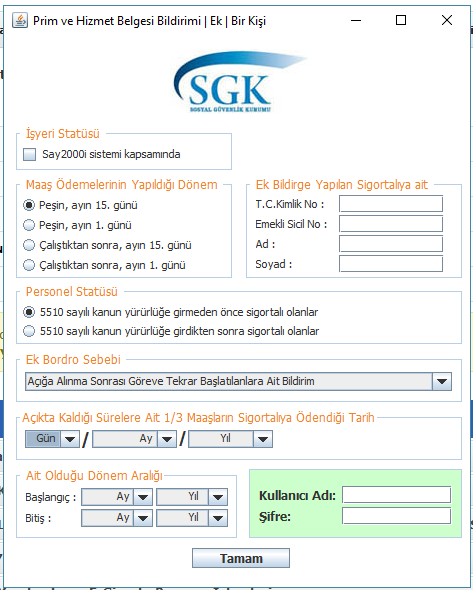 Prim ve Hizmet Belgesi Bildirimi | Ek | Bir Kişi
SGK
SOSYAL GÜVENLİK KURUMU
İşyeri Statüsü
Say2000i sistemi kapsamında
Maaş Ödemelerinin Yapıldığı Dönem
Peşin, ayın 15. günü
Peşin, ayın 1. günü
Çalıştıktan sonra, ayın 15. günü
Çalıştıktan sonra, ayın 1. günü
Ek Bildirge Yapılan Sigortalıya ait
T.C.Kimlik No :
Emekli Sicil No :
Ad :
Soyad :
Personel Statüsü
5510 sayılı kanun yürürlüğe girmeden önce sigortalı olanlar
5510 sayılı kanun yürürlüğe girdikten sonra sigortalı olanlar
Ek Bordro Sebebi
Açığa Alınma Sonrası Göreve Tekrar Başlatılanlara Ait Bildirim
Açıkta Kaldığı Sürelere Ait 1/3 Maaşların Sigortalıya Ödendiği Tarih
Gün / Ay / Yıl
Ait Olduğu Dönem Aralığı
Başlangıç : Ay Yıl
Bitiş : Ay Yıl
Kullanıcı Adı:
Şifre:
Tamam